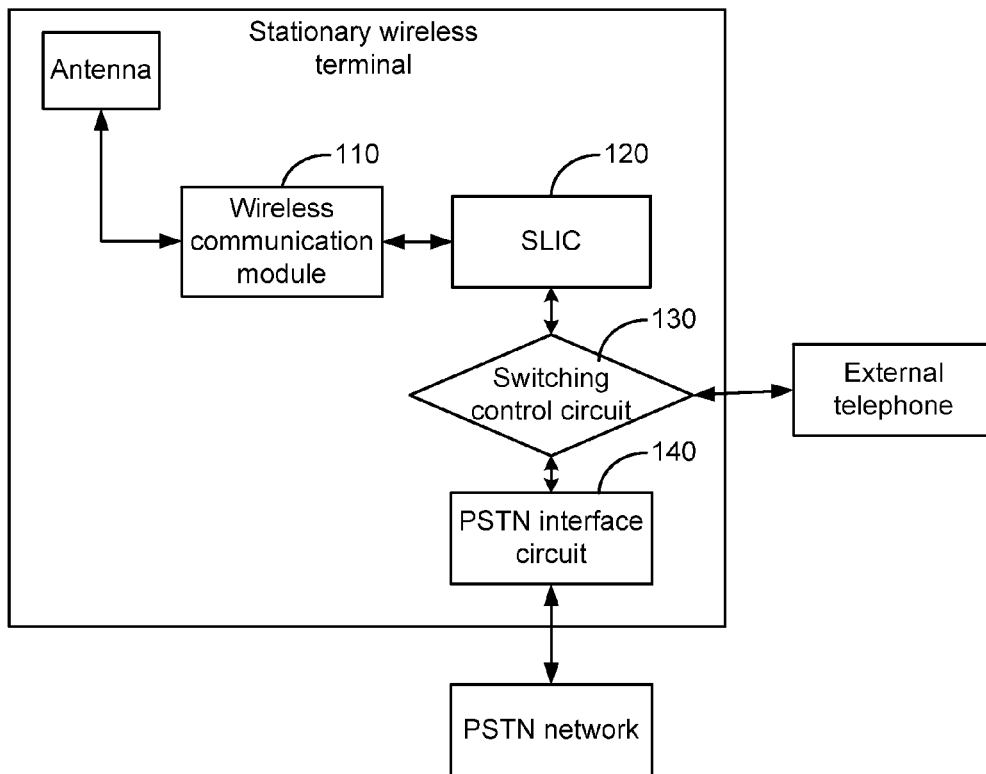 Stationary wireless
terminal
Antenna
110
120
Wireless
communication
module
SLIC
130
Switching
control circuit
External
telephone
140
PSTN interface
circuit
PSTN network